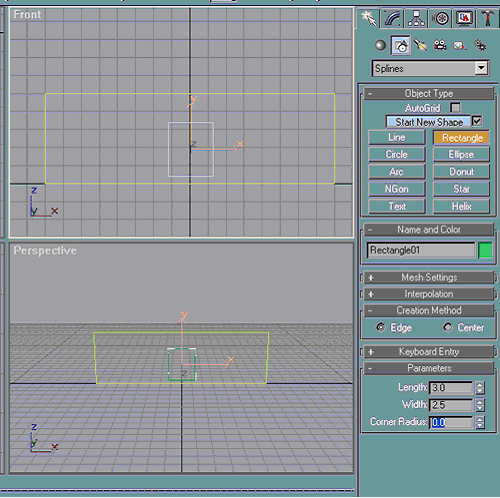 Front
y
z
x
z
y x
Perspective
y
x
z
z
y x
Splines
- Object Type
AutoGrid
Start New Shape
Line Rectangle
Circle Ellipse
Arc Donut
NGon Star
Text Helix
- Name and Color
Rectangle01
+ Mesh Settings
+ Interpolation
- Creation Method
Edge Center
+ Keyboard Entry
- Parameters
Length: 3.0
Width: 2.5
Corner Radius: 0.0